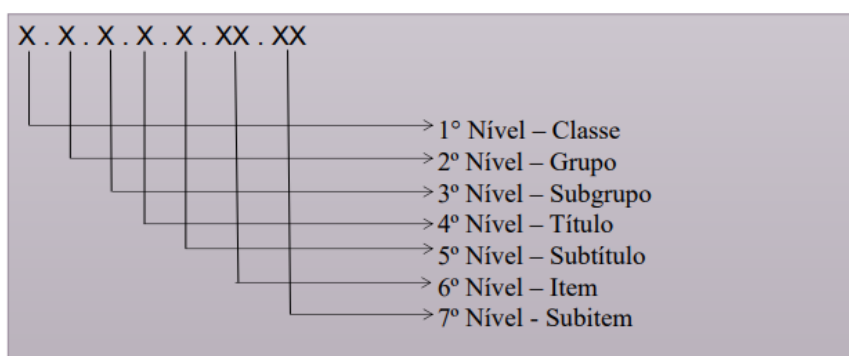 X . X . X . X . X . XX . XX
1° Nível – Classe
2º Nível – Grupo
3º Nível – Subgrupo
4º Nível – Título
5º Nível – Subtítulo
6º Nível – Item
7º Nível - Subitem